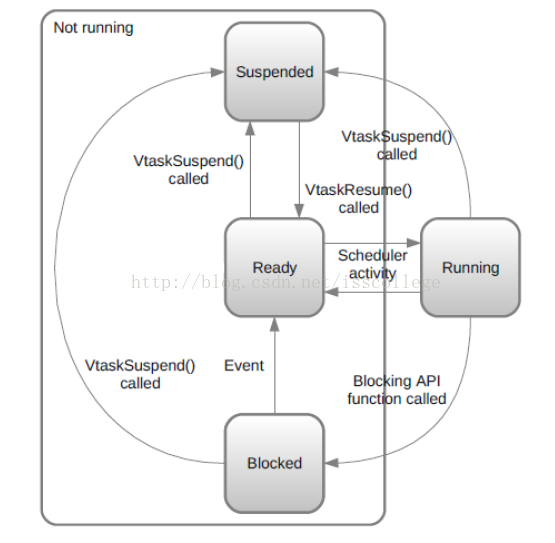 Not running
Suspended
VtaskSuspend()
called
VtaskSuspend()
called
VtaskResume()
called
Ready
Scheduler
activity
Running
http://blog.csdn.net/isscollege
VtaskSuspend()
called
Event
Blocking API
function called
Blocked